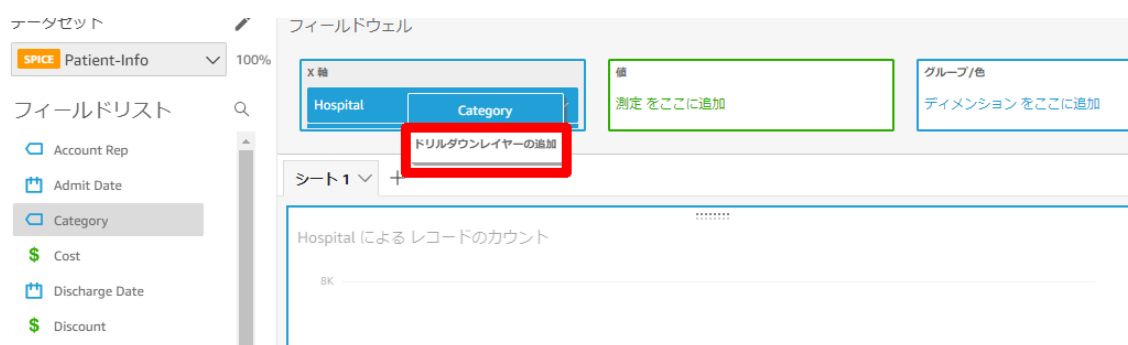 データセット
フィールドウェル
SPICE Patient-Info
100%
X 軸
値
グループ/色
Hospital
Category
測定 をここに追加
ディメンション をここに追加
フィールドリスト
ドリルダウンレイヤーの追加
Account Rep
Admit Date
シート 1
Category
Hospital による レコードのカウント
Cost
8K
Discharge Date
Discount